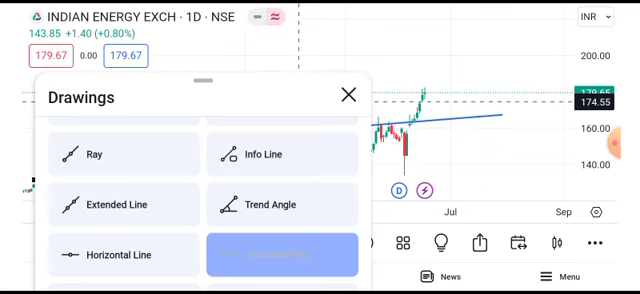 INDIAN ENERGY EXCH · 1D · NSE
INR
143.85 +1.40 (+0.80%)
179.67 0.00 179.67
200.00
179.65
174.55
160.00
140.00
Drawings
Ray
Info Line
Extended Line
Trend Angle
Horizontal Line
D
Jul
Sep
News
Menu